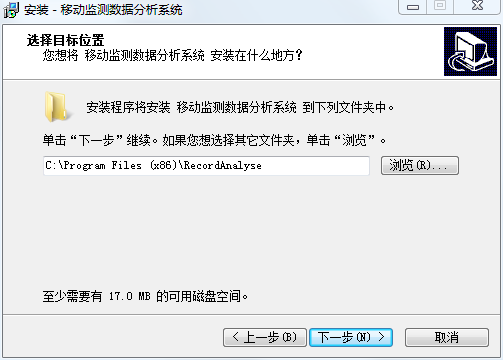 安装 - 移动监测数据分析系统
选择目标位置
您想将 移动监测数据分析系统 安装在什么地方？
安装程序将安装 移动监测数据分析系统 到下列文件夹中。
单击“下一步”继续。如果您想选择其它文件夹，单击“浏览”。
C:\Program Files (x86)\RecordAnalyse
浏览(R)...
至少需要有 17.0 MB 的可用磁盘空间。
< 上一步(B)
下一步(N) >
取消